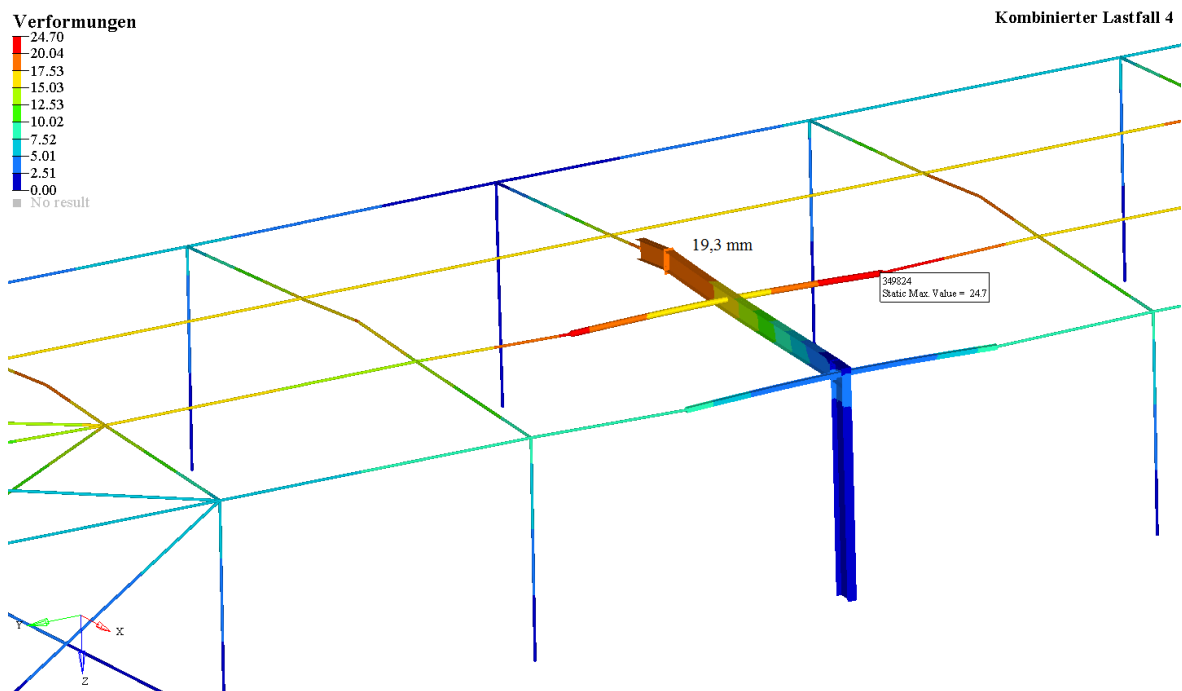 Verformungen
Kombinierter Lastfall 4
24.70
20.04
17.53
15.03
12.53
10.02
7.52
5.01
2.51
0.00
No result
19,3 mm
349824
Static Max. Value = 24.7
Y
X
Z